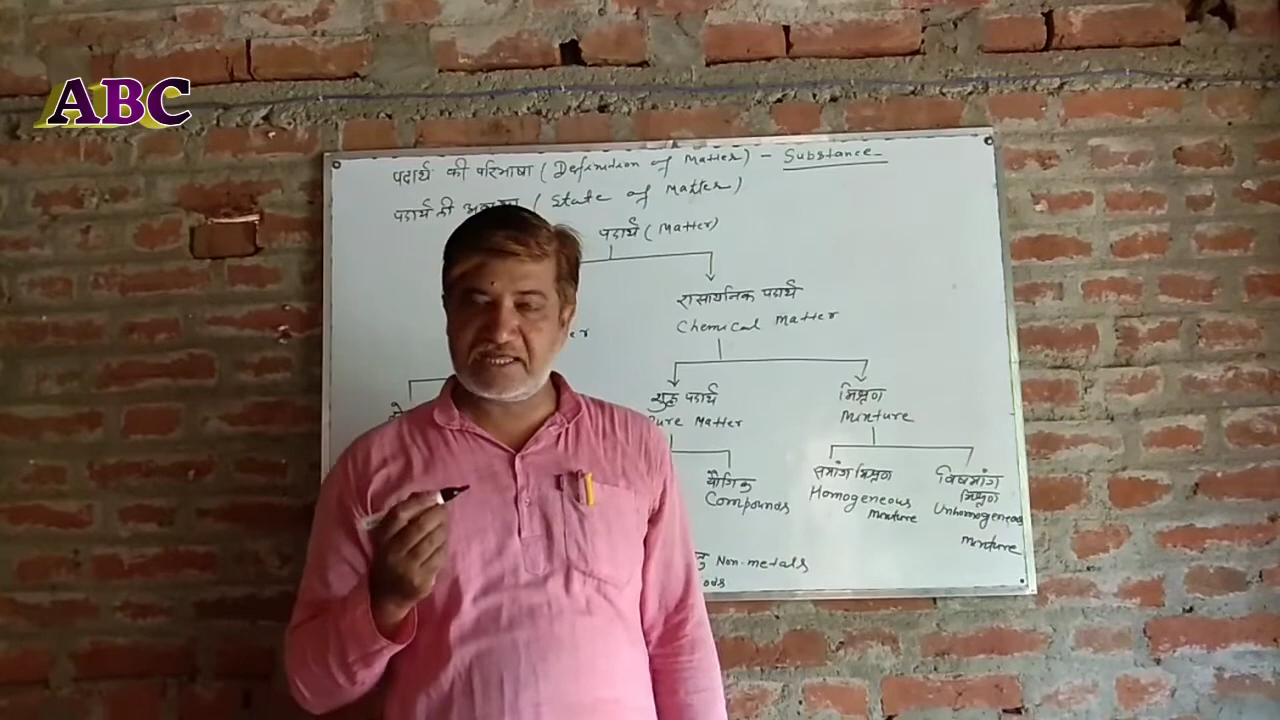 ABC
पदार्थ की परिभाषा (Definition of Matter) - Substance
पदार्थ की (State of Matter)
पदार्थ (Matter)
रासायनिक पदार्थ
Chemical Matter
शुद्ध पदार्थ
Pure Matter
मिश्रण
Mixture
यौगिक
Compounds
समांग मिश्रण
Homogeneous
mixture
विषमांग
मिश्रण
Unhomogeneous
mixture
Non-metals